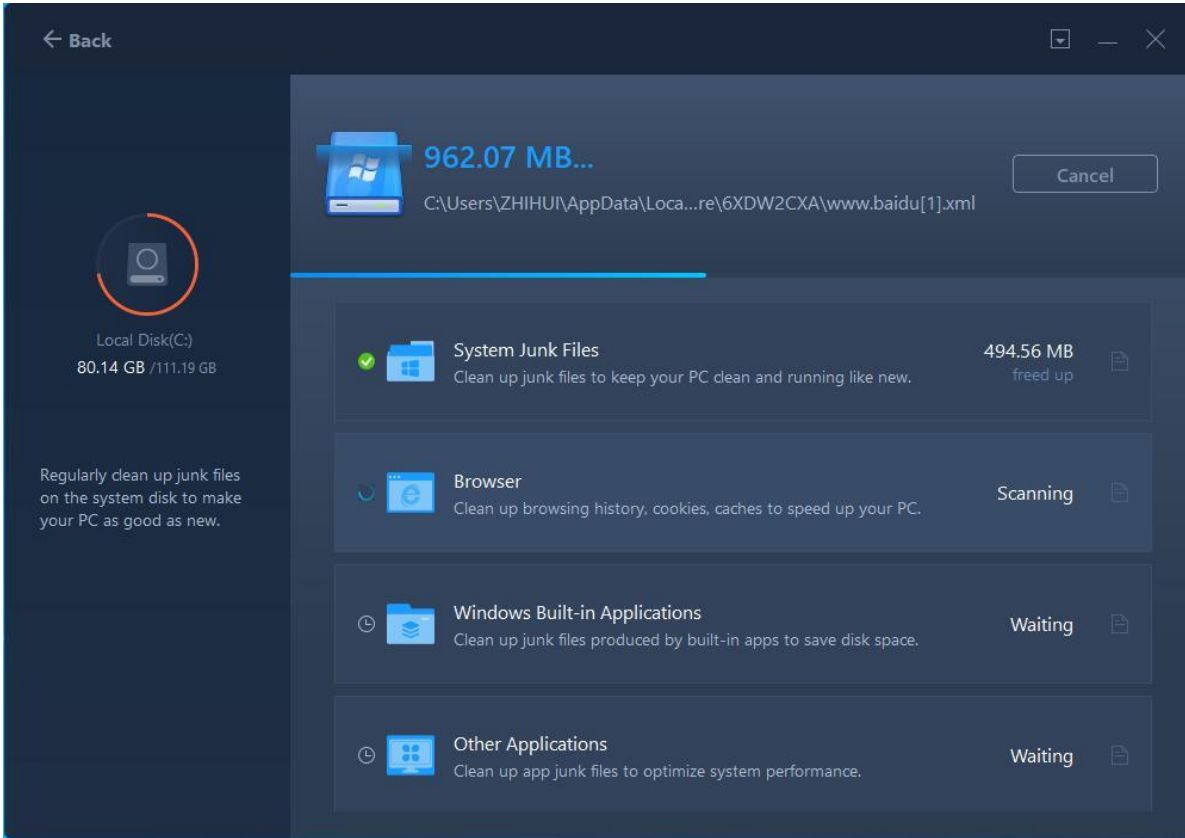 Back
962.07 MB...
Cancel
C:\Users\ZHIHUI\AppData\Loca...re\6XDW2CXA\www.baidu[1].xml
Local Disk(C:)
80.14 GB /111.19 GB
Regularly clean up junk files
on the system disk to make
your PC as good as new.
System Junk Files
Clean up junk files to keep your PC clean and running like new.
494.56 MB
freed up
Browser
Clean up browsing history, cookies, caches to speed up your PC.
Scanning
Windows Built-in Applications
Clean up junk files produced by built-in apps to save disk space.
Waiting
Other Applications
Clean up app junk files to optimize system performance.
Waiting